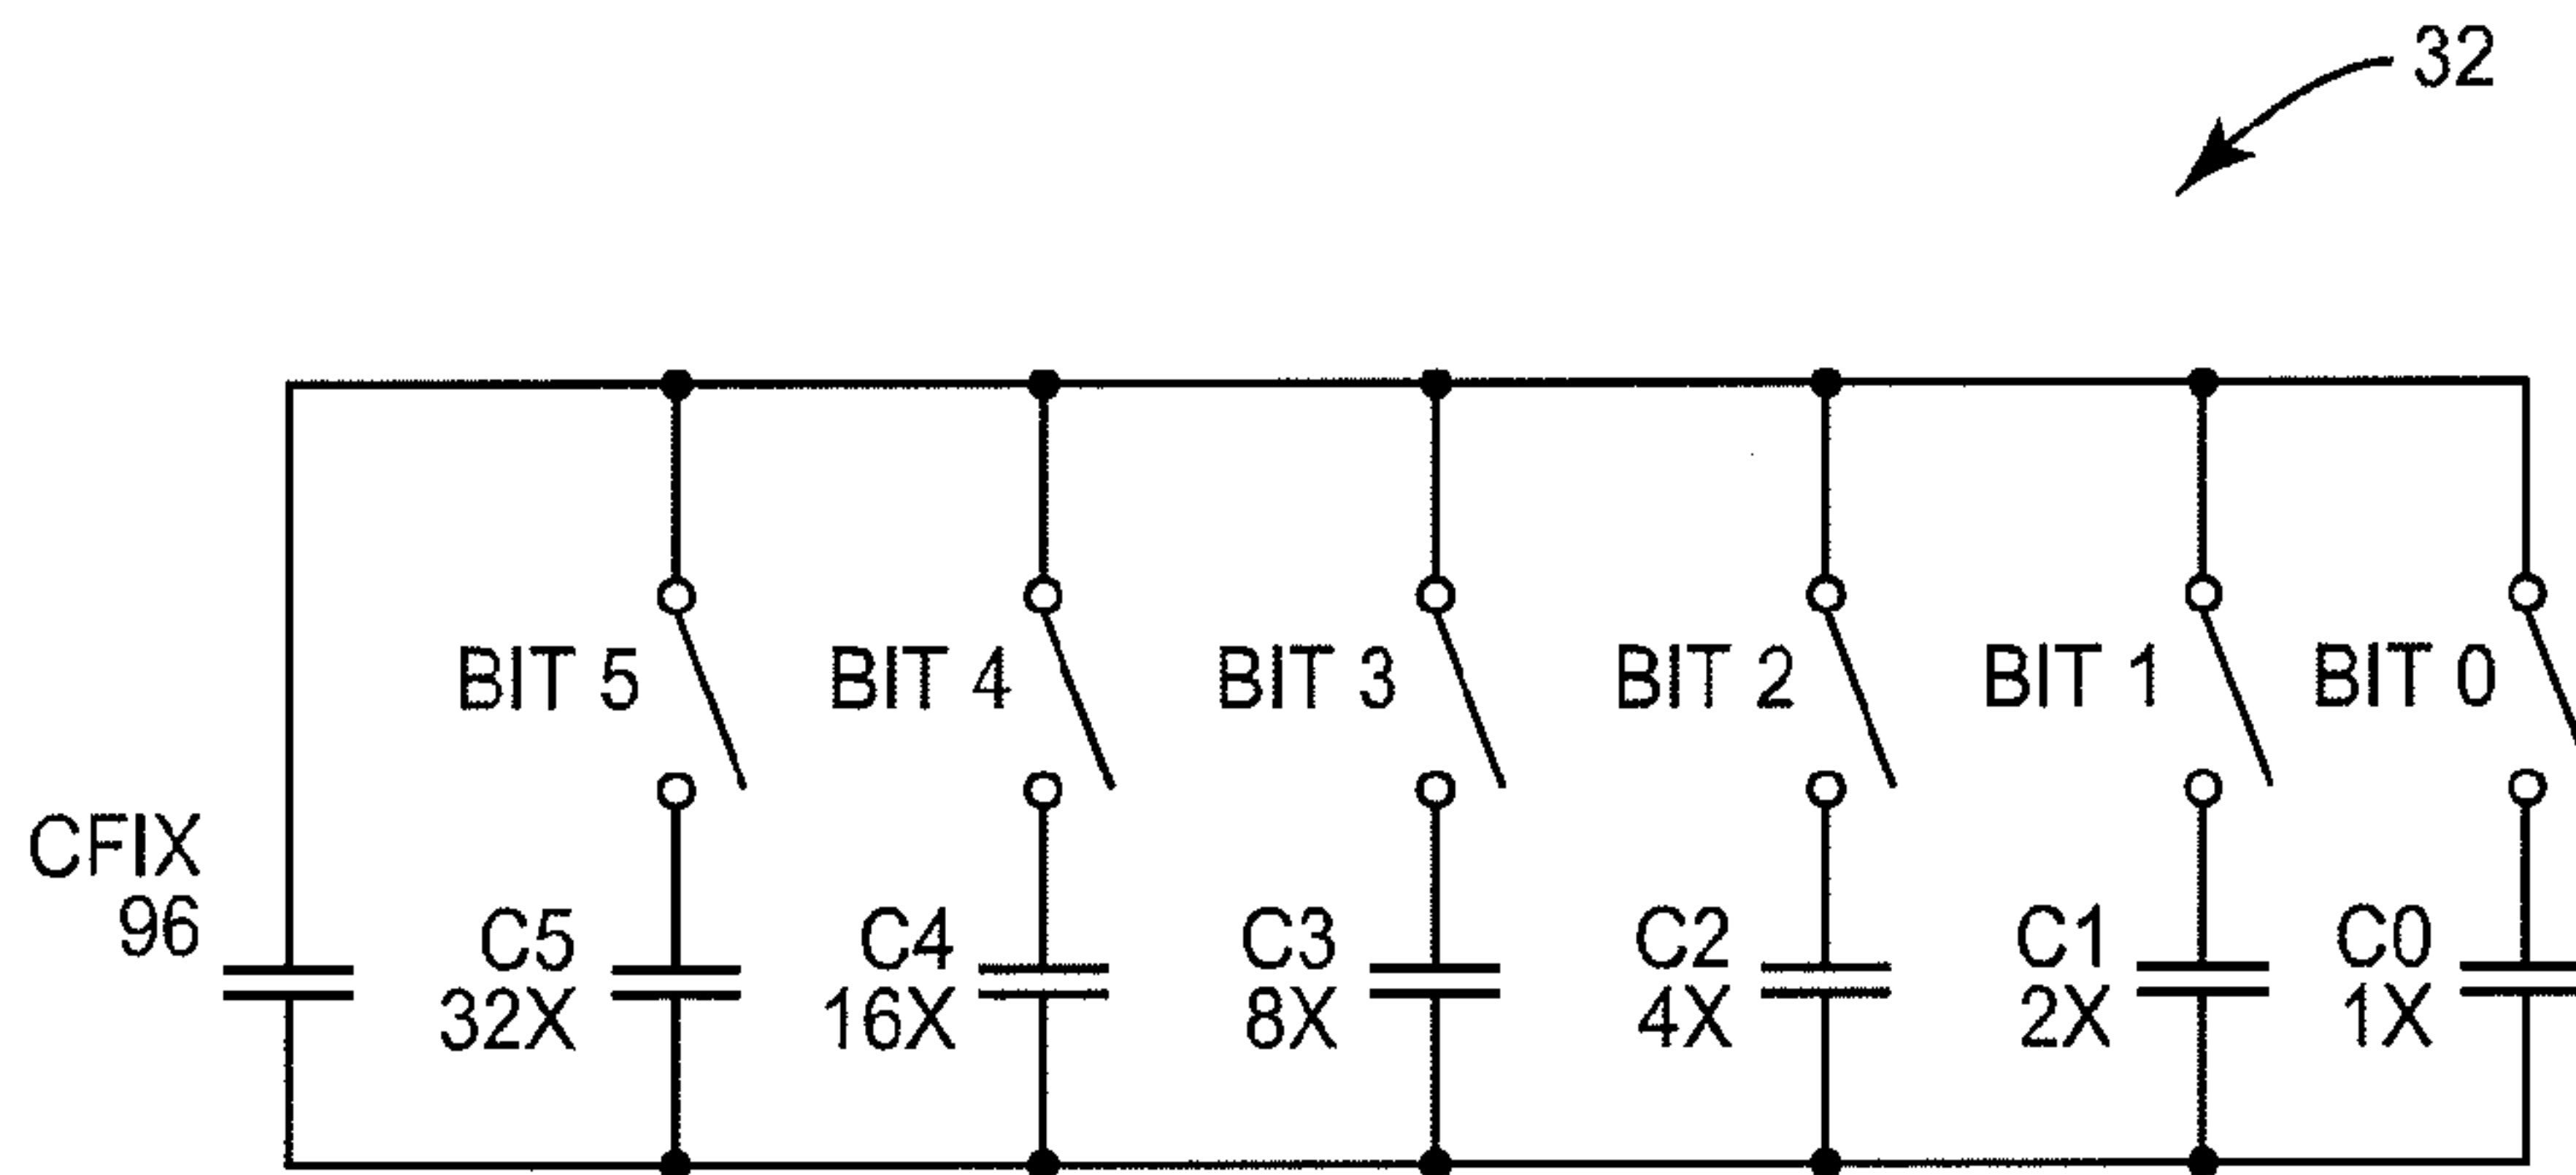 32
BIT 5 BIT 4 BIT 3 BIT 2 BIT 1 BIT 0
CFIX
96
C5 C4 C3 C2 C1 C0
32X 16X 8X 4X 2X 1X